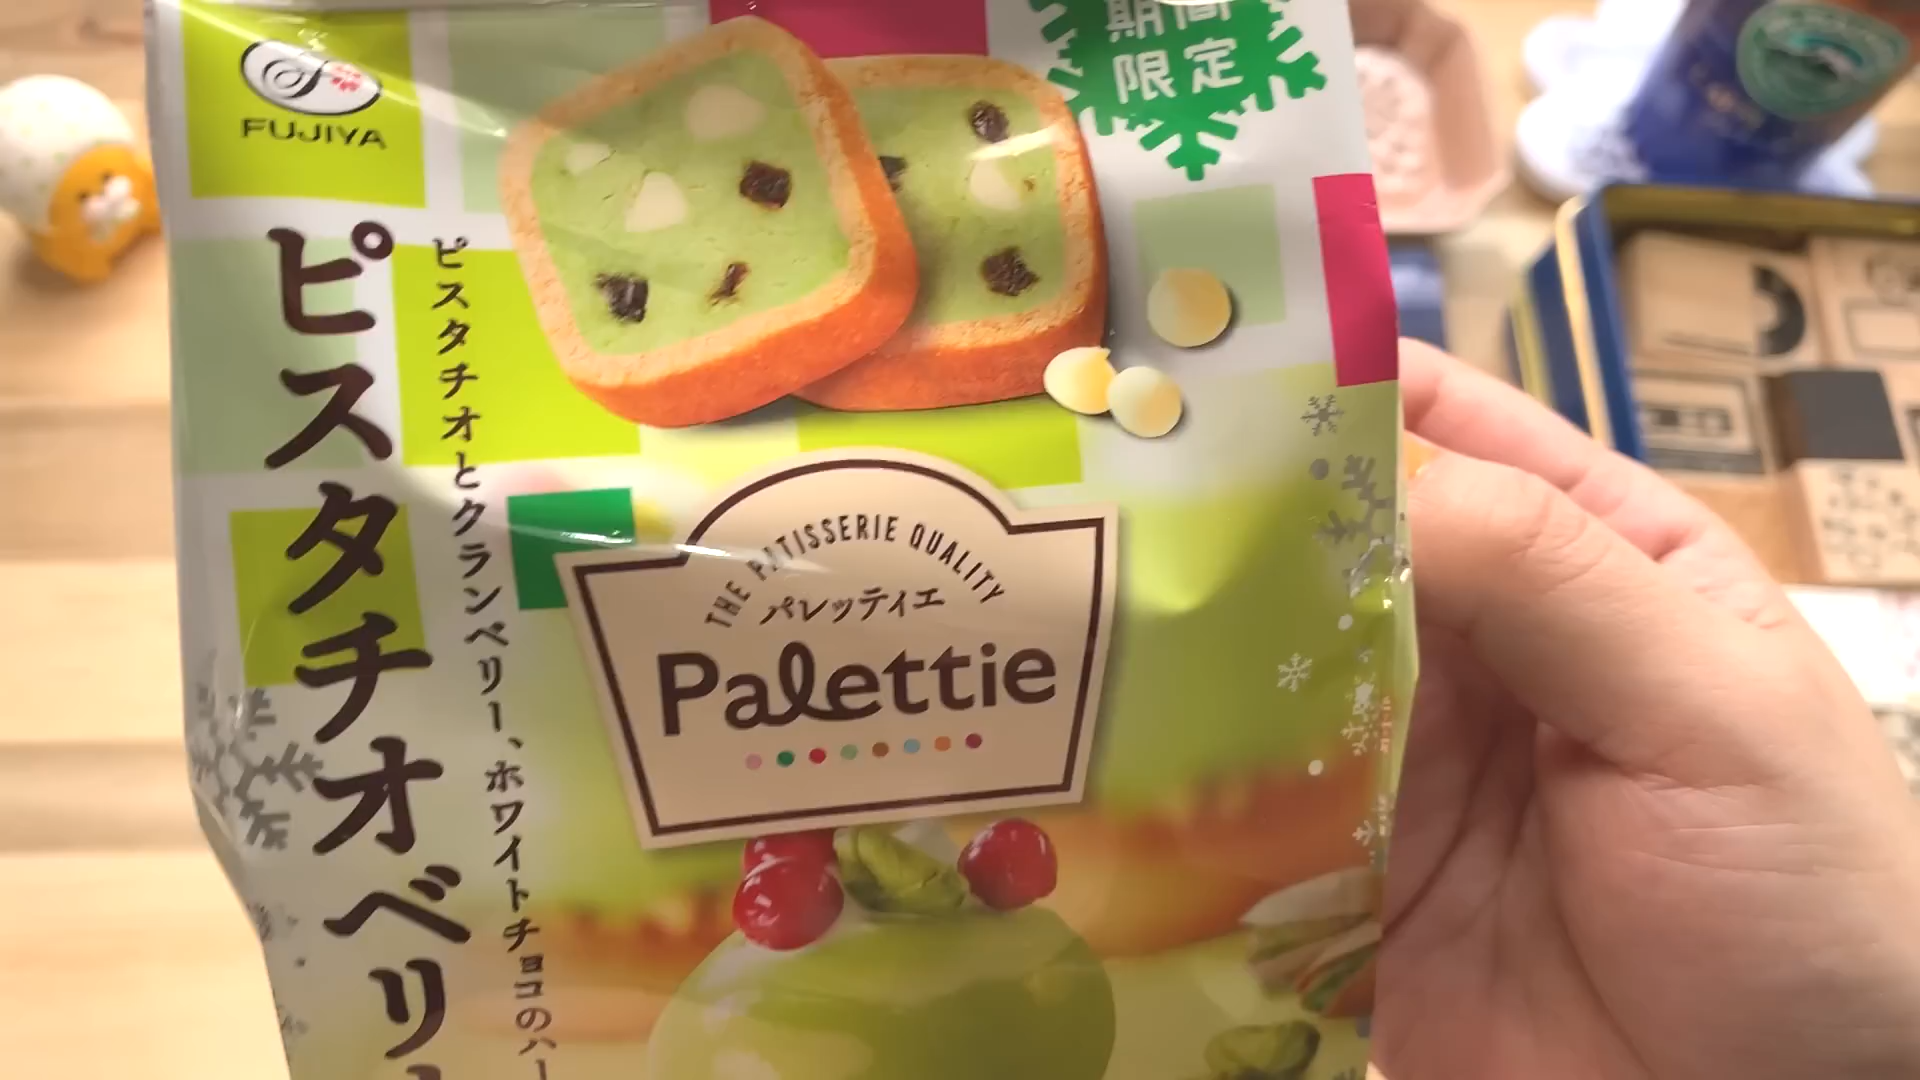 FUJIYA
期間
限定
ピスタチオベリー
ピスタチオとクランベリー、ホワイトチョコのハー
THE PATISSERIE QUALITY
パレッティエ
Palettie